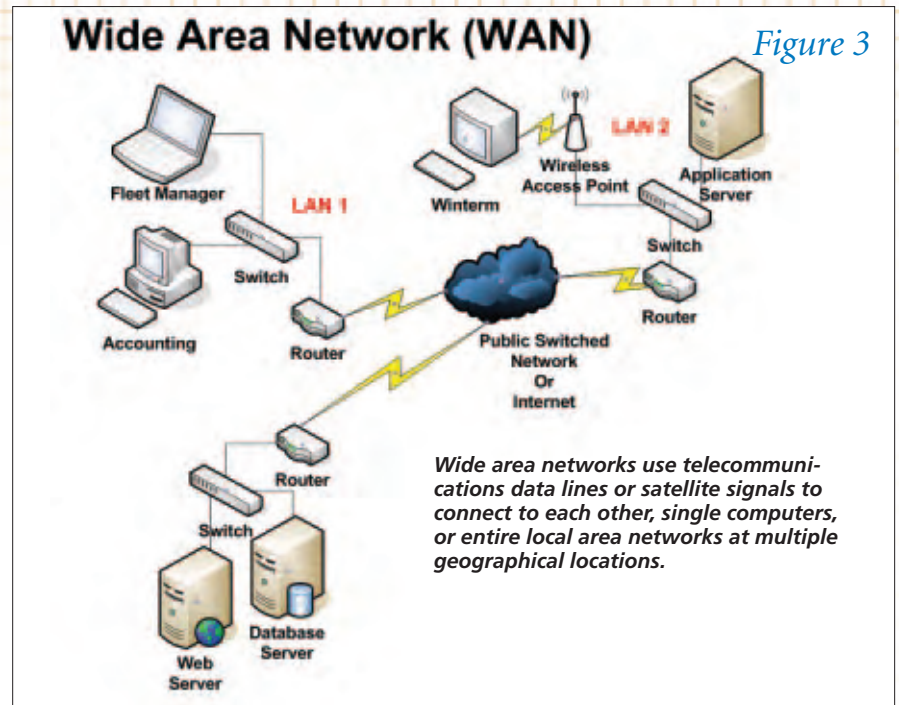 Wide Area Network (WAN)
Figure 3
Fleet Manager
LAN 1
Switch
Accounting
Router
Winterm
Wireless
Access Point
LAN 2
Application
Server
Switch
Router
Public Switched
Network
Or
Internet
Router
Switch
Web
Server
Database
Server
Wide area networks use telecommuni-
cations data lines or satellite signals to
connect to each other, single computers,
or entire local area networks at multiple
geographical locations.